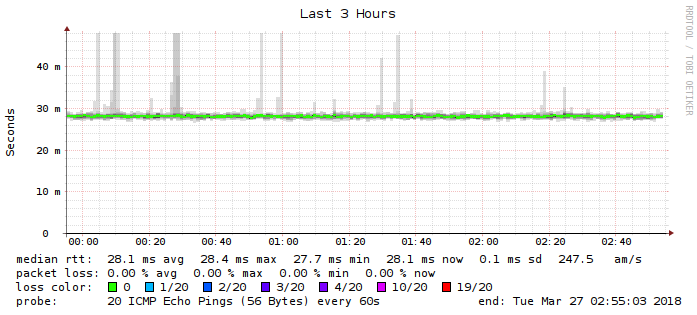 Last 3 Hours
RRDTOOL / TOBI OETIKER
Seconds
40 m
30 m
20 m
10 m
0
00:00 00:20 00:40 01:00 01:20 01:40 02:00 02:20 02:40
median rtt: 28.1 ms avg 28.4 ms max 27.7 ms min 28.1 ms now 0.1 ms sd 247.5 am/s
packet loss: 0.00 % avg 0.00 % max 0.00 % min 0.00 % now
loss color: 0 1/20 2/20 3/20 4/20 10/20 19/20
probe: 20 ICMP Echo Pings (56 Bytes) every 60s end: Tue Mar 27 02:55:03 2018